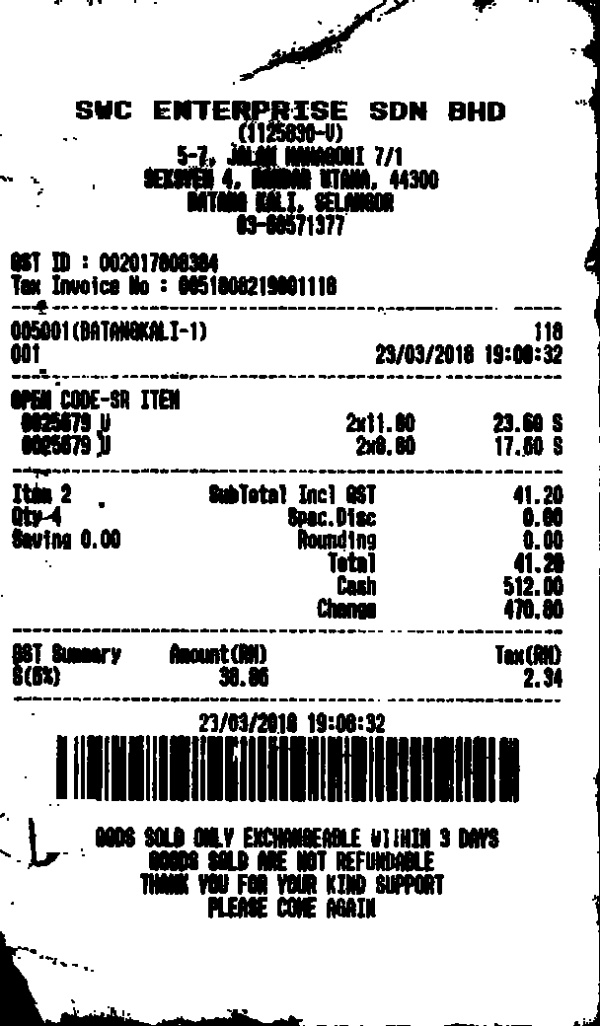 SWC ENTERPRISE SDN BHD
(1125830-U)
5-7, JALAN MAHAGONI 7/1
SEKSYEN 4, BANDAR UTAMA, 44300
BATANG KALI, SELANGOR
03-60571377
GST ID : 002017808384
Tax Invoice No :
005001(BATANGKALI-1) 118
001 23/03/2018 19:08:32
OPEN CODE-SR ITEM
0025679 U 2x11.80 23.60 S
0025679 U 2x8.80 17.60 S
Item 2 SubTotal Incl GST 41.20
Qty 4 Spec.Disc 0.00
Saving 0.00 Rounding 0.00
Total 41.20
Cash 512.00
Change 470.80
GST Summary Amount(RM) Tax(RM)
S(6%) 38.86 2.34
23/03/2018 19:08:32
GOODS SOLD ONLY EXCHANGEABLE WITHIN 3 DAYS
GOODS SOLD ARE NOT REFUNDABLE
THANK YOU FOR YOUR KIND SUPPORT
PLEASE COME AGAIN